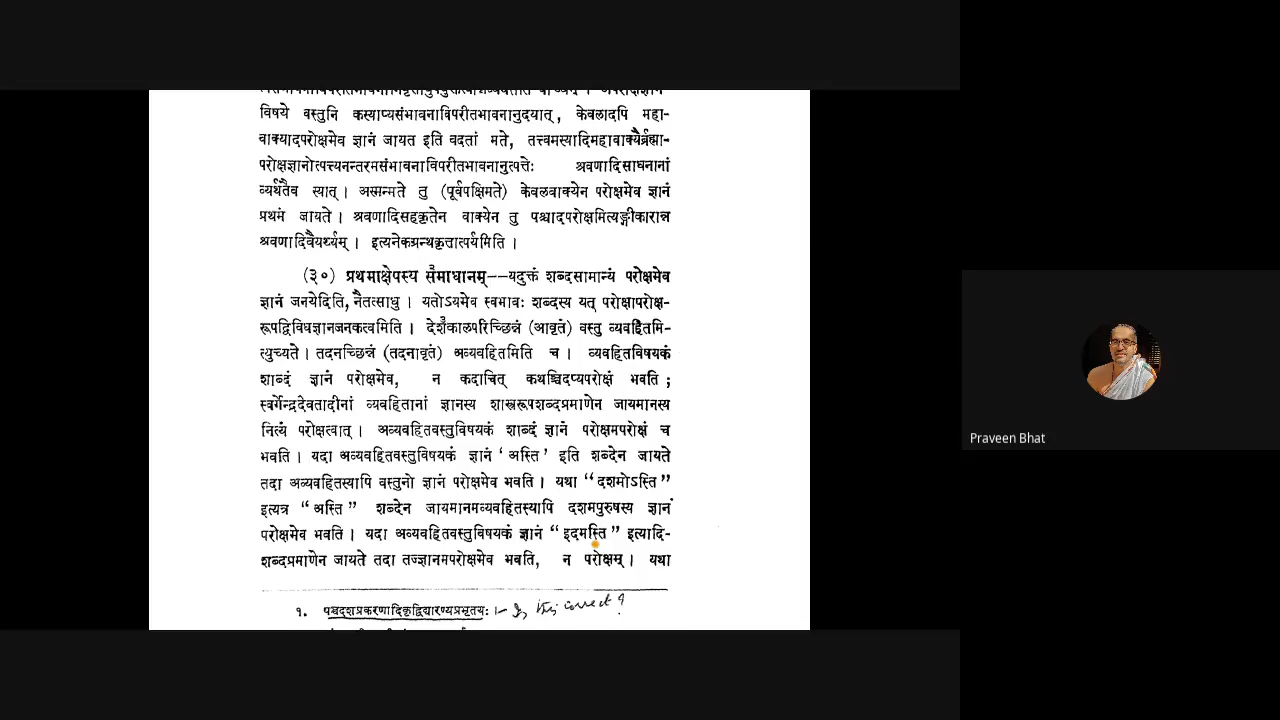 विषये वस्तुनि कस्याप्यसंभावनाविपरीतभावनानुदयात्, केवलादपि महा-
वाक्यादपरोक्षमेव ज्ञानं जायत इति वदतां मते, तत्त्वमस्यादिमहावाक्यैर्ब्रह्मा-
परोक्षज्ञानोत्पत्त्यनन्तरमसंभावनाविपरीतभावनानुत्पत्तेः श्रवणादिसाधनानां
व्यर्थतैव स्यात् । अस्मन्मते तु (पूर्वपक्षिमते) केवलवाक्येन परोक्षमेव ज्ञानं
प्रथमं जायते । श्रवणादिसहकृतेन वाक्येन तु पश्चादपरोक्षमित्यङ्गीकारान्न
श्रवणादिवैयर्थ्यम् । इत्यनेकग्रन्थकृत्तात्पर्यमिति ।
(३०) प्रथमाक्षेपस्य समाधानम्——यदुक्तं शब्दसामान्यं परोक्षमेव
ज्ञानं जनयेदिति, नैतत्साधु । यतोऽयमेव स्वभावः शब्दस्य यत् परोक्षापरोक्ष-
रूपद्विविधज्ञानजनकत्वमिति । देशकालपरिच्छिन्नं (आवृतं) वस्तु व्यवहितमि-
त्युच्यते । तदनच्छिन्नं (तदनावृतं) अव्यवहितमिति च । व्यवहितविषयकं
शाब्दं ज्ञानं परोक्षमेव, न कदाचित् कथञ्चिदप्यपरोक्षं भवति ;
स्वर्गेन्द्रदेवतादीनां व्यवहितानां ज्ञानस्य शास्त्ररूपशब्दप्रमाणेन जायमानस्य
नित्यं परोक्षत्वात् । अव्यवहितवस्तुविषयकं शाब्दं ज्ञानं परोक्षमपरोक्षं च
भवति । यदा अव्यवहितवस्तुविषयकं ज्ञानं ‘अस्ति’ इति शब्देन जायते
तदा अव्यवहितस्यापि वस्तुनो ज्ञानं परोक्षमेव भवति । यथा “दशमोऽस्ति”
इत्यत्र “अस्ति” शब्देन जायमानमव्यवहितस्यापि दशमपुरुषस्य ज्ञानं
परोक्षमेव भवति । यदा अव्यवहितवस्तुविषयकं ज्ञानं “इदमस्ति” इत्यादि-
शब्दप्रमाणेन जायते तदा तज्ज्ञानमपरोक्षमेव भवति, न परोक्षम् । यथा
१. पञ्चदशप्रकरणादिकृद्विद्यारण्यप्रभृतयः । – Is this correct ?
Praveen Bhat